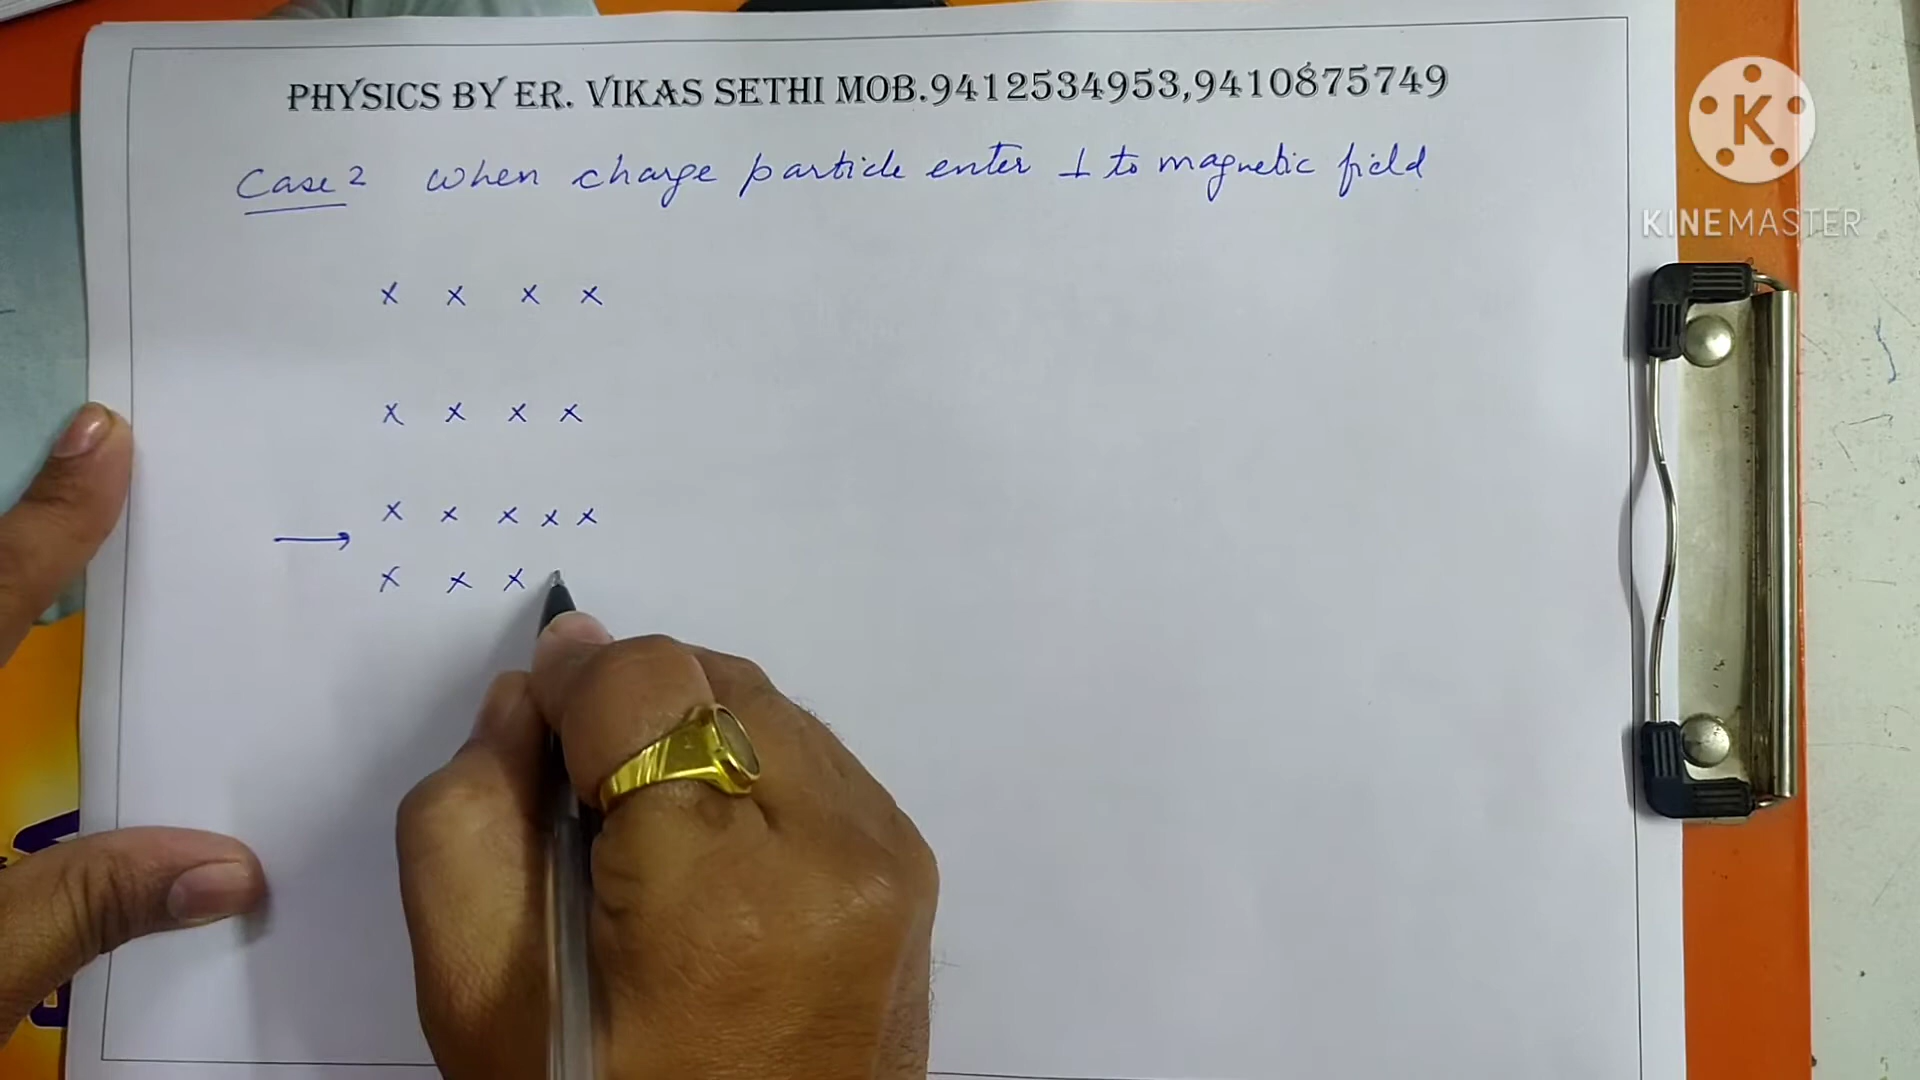 PHYSICS BY ER. VIKAS SETHI MOB.9412534953,9410875749
K
KINEMASTER
Case 2 when charge particle enter ⊥ to magnetic field
x x x x
x x x x
x x x x x
→
x x x